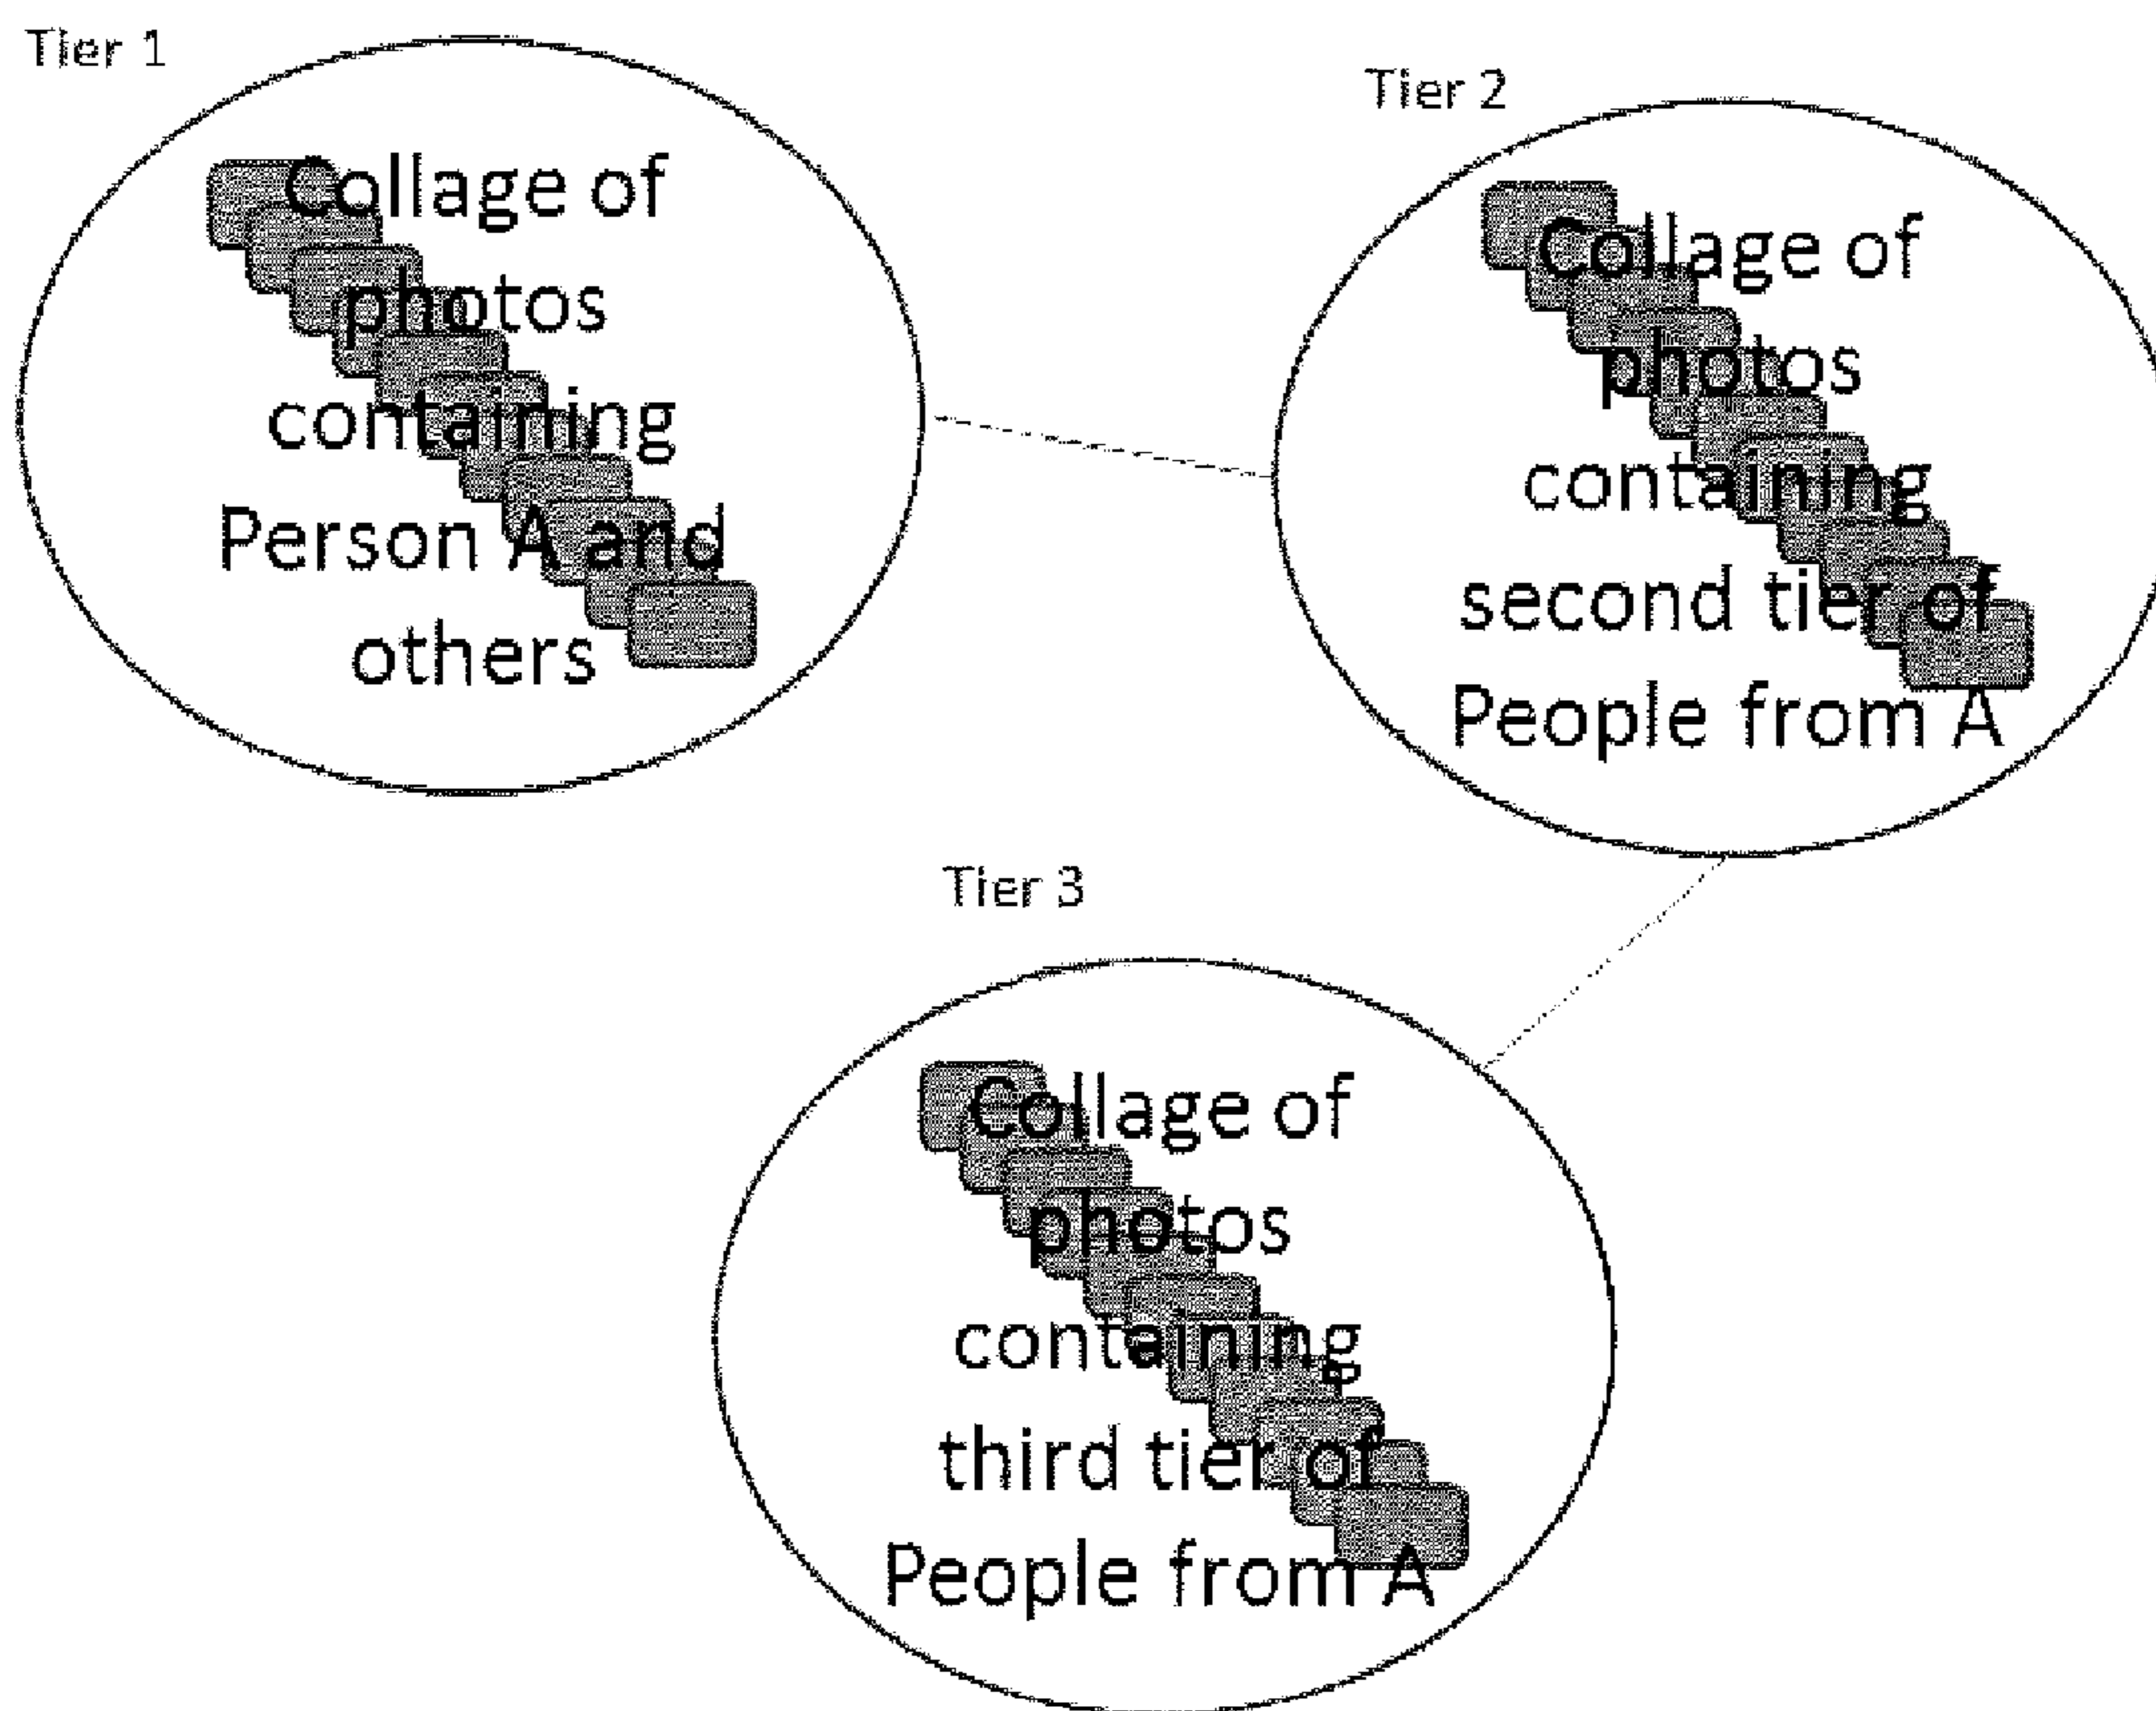 Tier 1
Collage of
photos
containing
Person A and
others
Tier 2
Collage of
photos
containing
second tier of
People from A
Tier 3
Collage of
photos
containing
third tier of
People from A